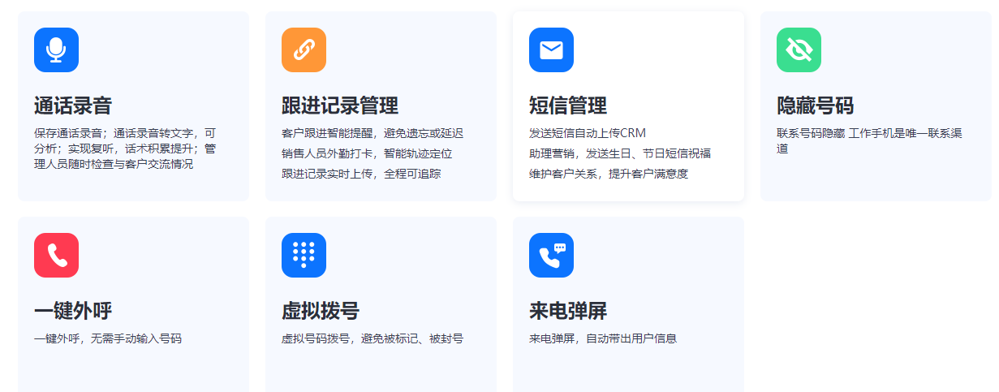 通话录音
保存通话录音；通话录音转文字，可
分析；实现复听，话术积累提升；管
理人员随时检查与客户交流情况
跟进记录管理
客户跟进智能提醒，避免遗忘或延迟
销售人员外勤打卡，智能轨迹定位
跟进记录实时上传，全程可追踪
短信管理
发送短信自动上传CRM
助理营销，发送生日、节日短信祝福
维护客户关系，提升客户满意度
隐藏号码
联系号码隐藏 工作手机是唯一联系渠
道
一键外呼
一键外呼，无需手动输入号码
虚拟拨号
虚拟号码拨号，避免被标记、被封号
来电弹屏
来电弹屏，自动带出用户信息